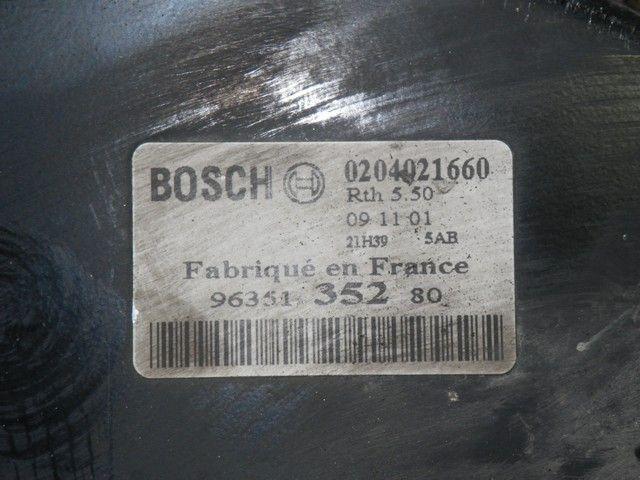 BOSCH 0204021660
Rth 5.50
09 11 01
21H39 5AB
Fabriqué en France
96351 352 80